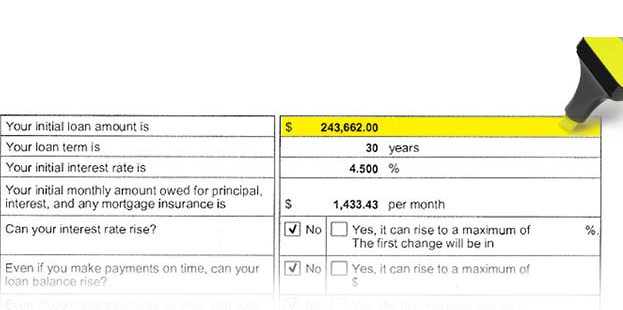 Your initial loan amount is $ 243,662.00
Your loan term is 30 years
Your initial interest rate is 4.500 %
Your initial monthly amount owed for principal,
interest, and any mortgage insurance is $ 1,433.43 per month
Can your interest rate rise? ✓ No Yes, it can rise to a maximum of %.
The first change will be in
Even if you make payments on time, can your ✓ No Yes, it can rise to a maximum of
loan balance rise? $